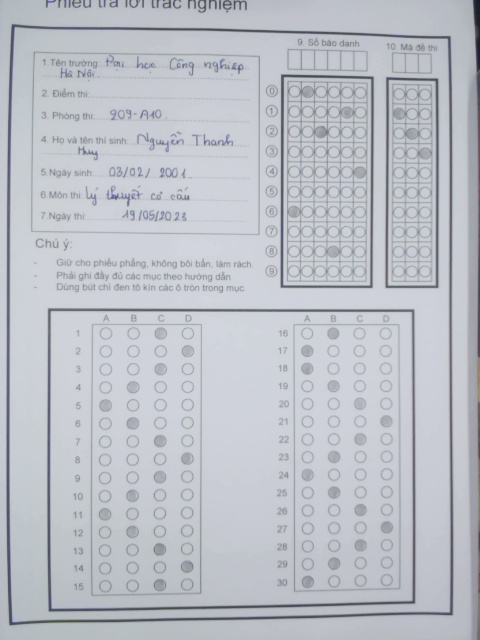 Phiếu trả lời trắc nghiệm
1.Tên trường: Đại học Công nghiệp
Hà Nội
2. Điểm thi:
3. Phòng thi: 209-A10
4. Họ và tên thí sinh: Nguyễn Thanh
Huy
5.Ngày sinh: 03/02/ 2001
6.Môn thi: Lý thuyết cơ cấu
7.Ngày thi: 19/05/2023
9. Số báo danh
10. Mã đề thi
0
1
2
3
4
5
6
7
8
9
Chú ý:
- Giữ cho phiếu phẳng, không bôi bẩn, làm rách.
- Phải ghi đầy đủ các mục theo hướng dẫn.
- Dùng bút chì đen tô kín các ô tròn trong mục.
A B C D
1
2
3
4
5
6
7
8
9
10
11
12
13
14
15
A B C D
16
17
18
19
20
21
22
23
24
25
26
27
28
29
30